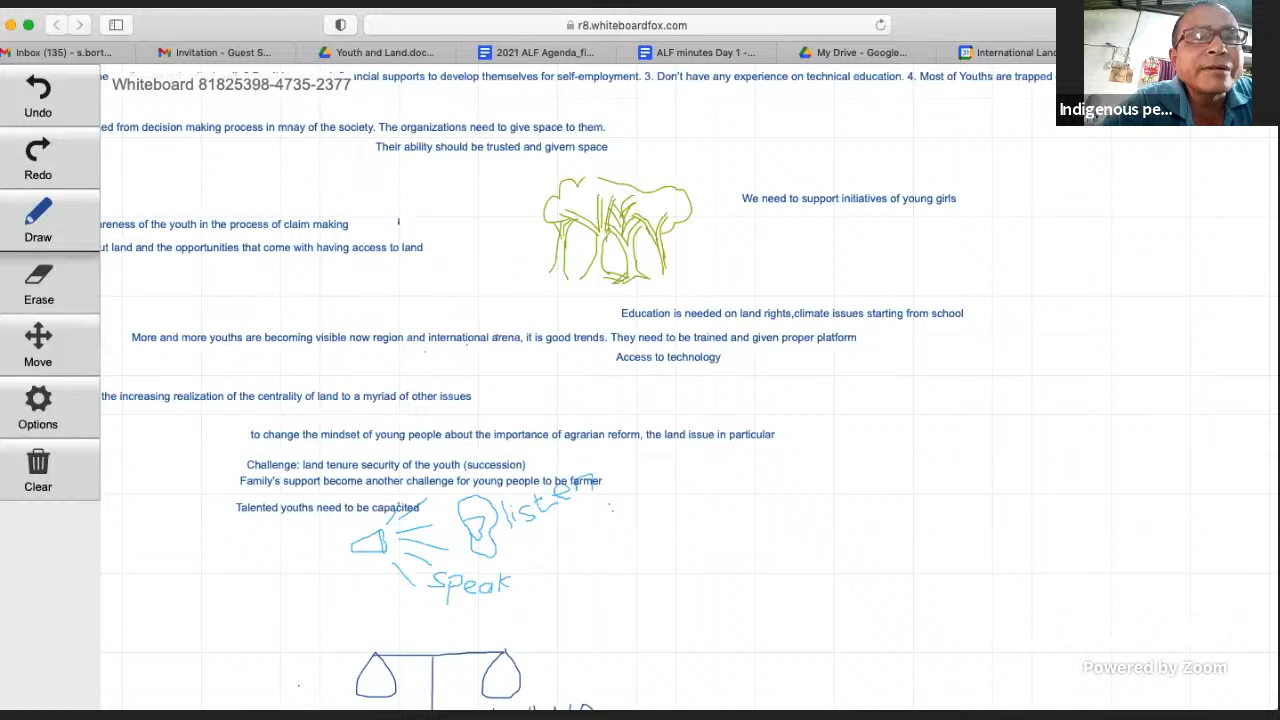 r8.whiteboardfox.com
Inbox (135) - s.bort...
Invitation - Guest S...
Youth and Land.doc...
2021 ALF Agenda_fi...
ALF minutes Day 1 -...
My Drive - Google...
International Lan
ncial supports to develop themselves for self-employment. 3. Don't have any experience on technical education. 4. Most of Youths are trapped
Whiteboard 81825398-4735-2377
Indigenous pe...
Undo
ed from decision making process in mnay of the society. The organizations need to give space to them.
Their ability should be trusted and givern space
Redo
We need to support initiatives of young girls
Draw
reness of the youth in the process of claim making
ut land and the opportunities that come with having access to land
Erase
Education is needed on land rights,climate issues starting from school
More and more youths are becoming visible now region and international arena, it is good trends. They need to be trained and given proper platform
Access to technology
Move
the increasing realization of the centrality of land to a myriad of other issues
Options
to change the mindset of young people about the importance of agrarian reform, the land issue in particular
Challenge: land tenure security of the youth (succession)
Family's support become another challenge for young people to be farmer
Clear
Talented youths need to be capacited
listen
speak
Powered by Zoom